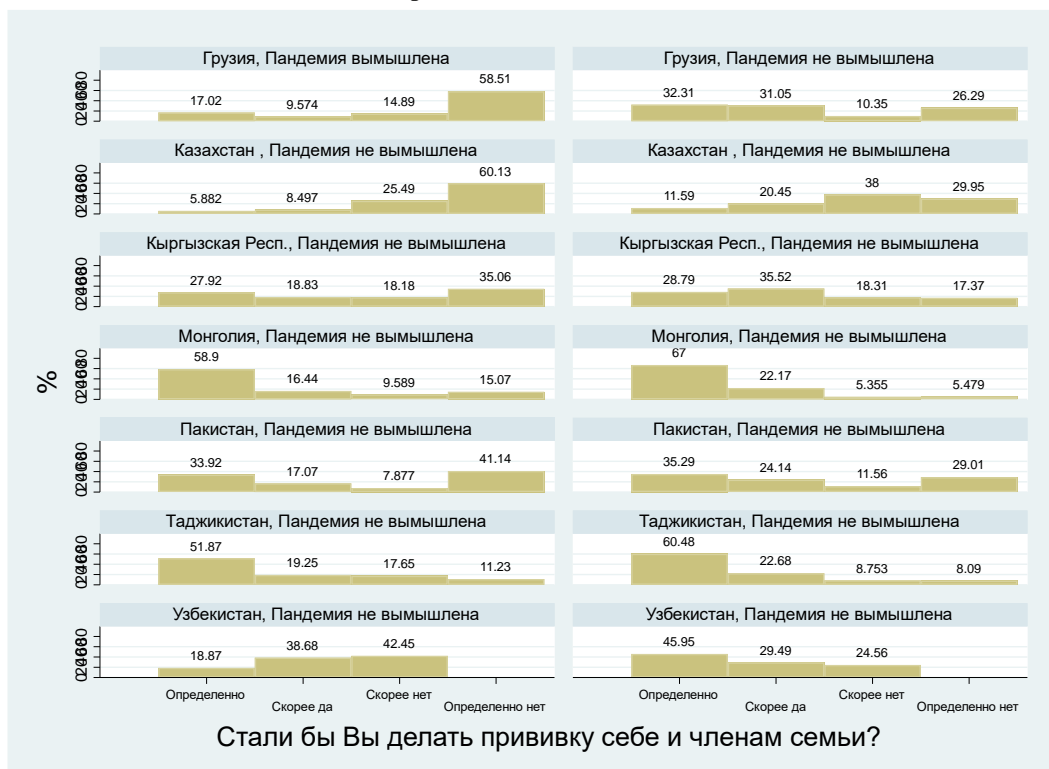 Грузия, Пандемия вымышлена
Грузия, Пандемия не вымышлена
17.02 9.574 14.89 58.51
32.31 31.05 10.35 26.29
Казахстан , Пандемия не вымышлена
Казахстан , Пандемия не вымышлена
5.882 8.497 25.49 60.13
11.59 20.45 38 29.95
Кыргызская Респ., Пандемия не вымышлена
Кыргызская Респ., Пандемия не вымышлена
27.92 18.83 18.18 35.06
28.79 35.52 18.31 17.37
Монголия, Пандемия не вымышлена
Монголия, Пандемия не вымышлена
58.9 16.44 9.589 15.07
67 22.17 5.355 5.479
%
Пакистан, Пандемия не вымышлена
Пакистан, Пандемия не вымышлена
33.92 17.07 7.877 41.14
35.29 24.14 11.56 29.01
Таджикистан, Пандемия не вымышлена
Таджикистан, Пандемия не вымышлена
51.87 19.25 17.65 11.23
60.48 22.68 8.753 8.09
Узбекистан, Пандемия не вымышлена
Узбекистан, Пандемия не вымышлена
18.87 38.68 42.45
45.95 29.49 24.56
Определенно Скорее да Скорее нет Определенно нет
Определенно Скорее да Скорее нет Определенно нет
Стали бы Вы делать прививку себе и членам семьи?